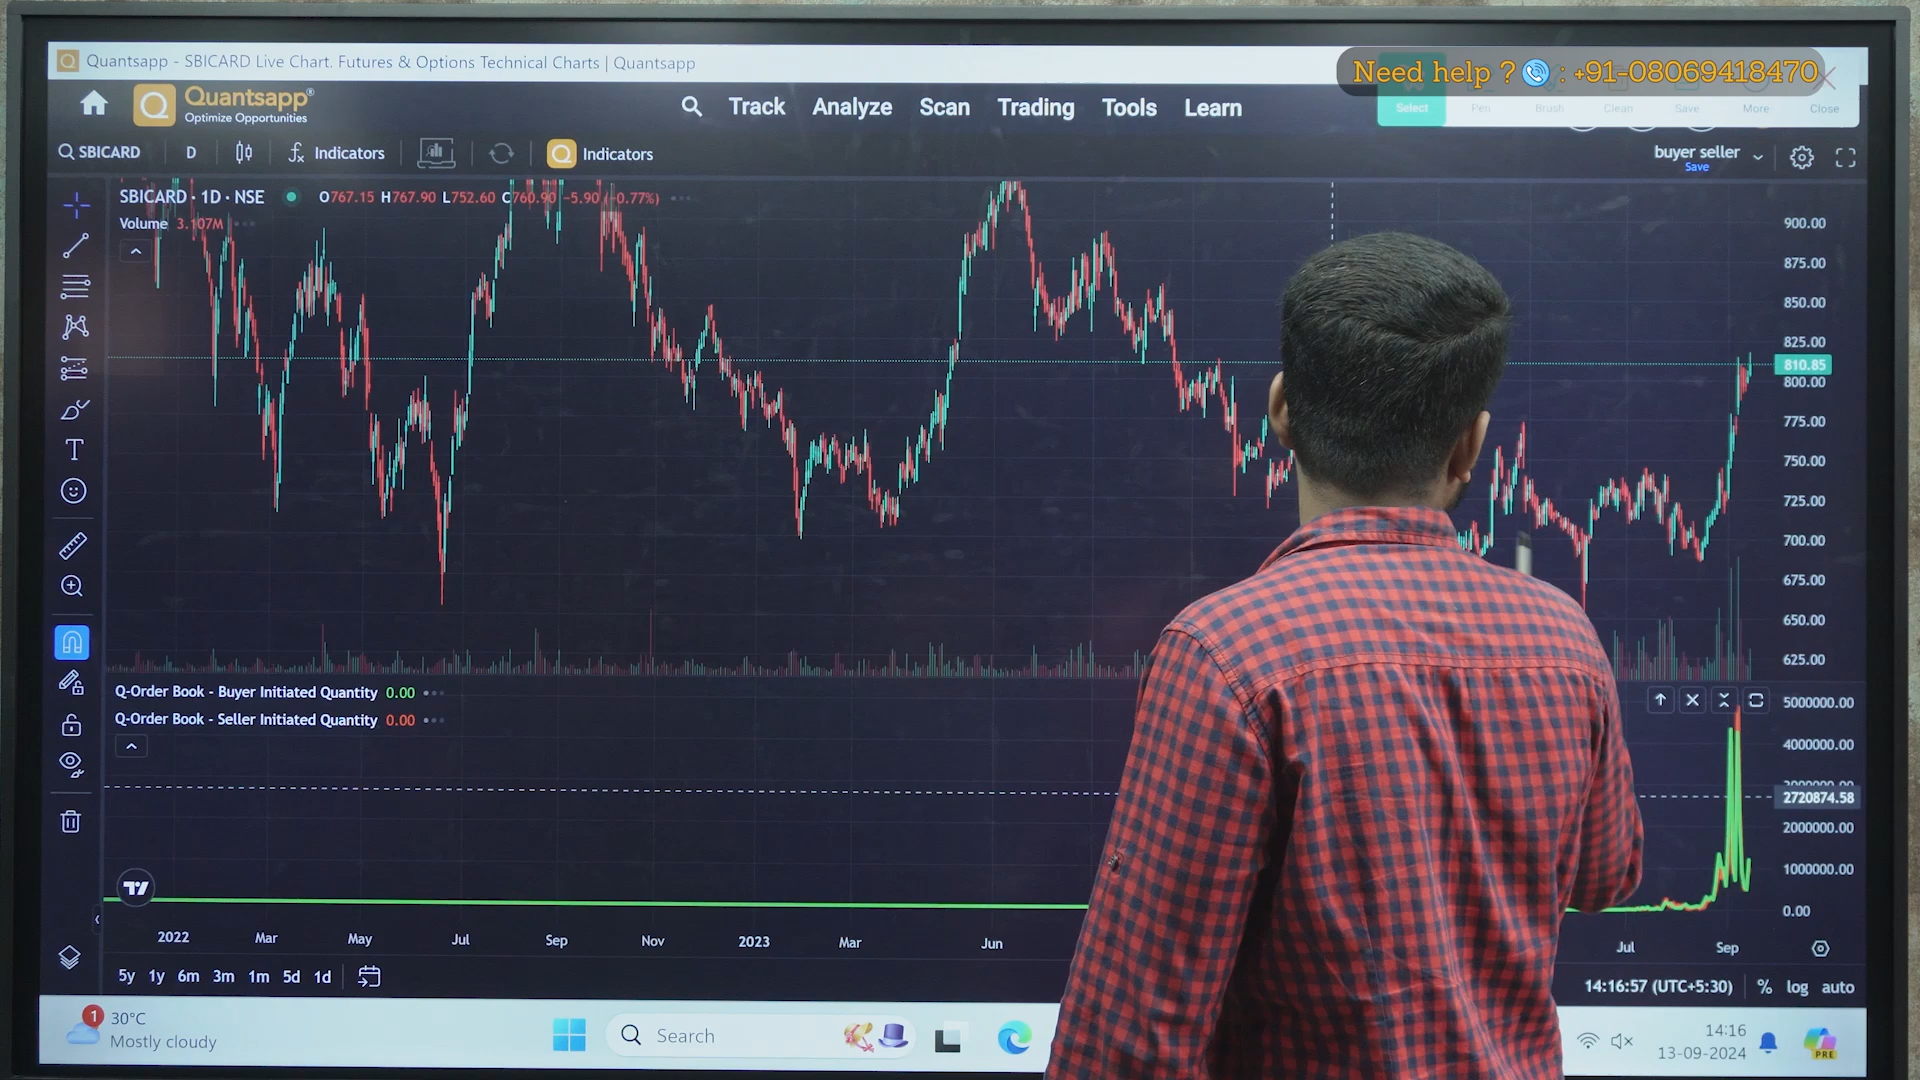 Quantsapp - SBICARD Live Chart. Futures & Options Technical Charts | Quantsapp
Need help ? : +91-08069418470
Quantsapp®
Optimize Opportunities
Track Analyze Scan Trading Tools Learn
Select Pen Brush Clean Save More Close
SBICARD D Indicators Indicators
buyer seller
Save
SBICARD · 1D · NSE O767.15 H767.90 L752.60 C760.90 -5.90 (-0.77%)
Volume 3.107M
900.00
875.00
850.00
825.00
810.85
800.00
775.00
750.00
725.00
700.00
675.00
650.00
625.00
Q-Order Book - Buyer Initiated Quantity 0.00
Q-Order Book - Seller Initiated Quantity 0.00
5000000.00
4000000.00
2720874.58
2000000.00
1000000.00
0.00
2022 Mar May Jul Sep Nov 2023 Mar Jun Jul Sep
5y 1y 6m 3m 1m 5d 1d
14:16:57 (UTC+5:30) % log auto
1
30°C
Mostly cloudy
Search
14:16
13-09-2024
PRE